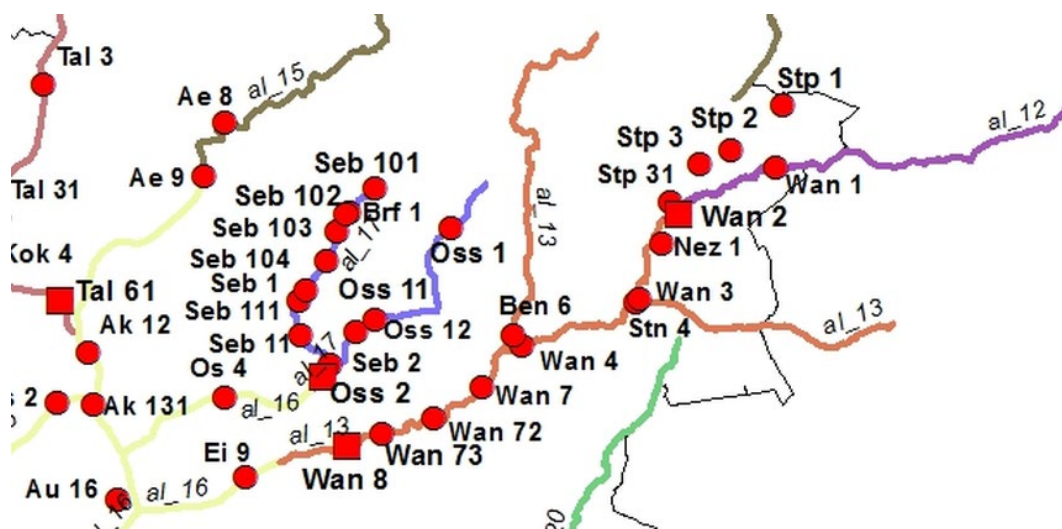 Tal 3
al_15
Stp 1
Ae 8
Stp 2
al_12
Stp 3
Seb 101
Ae 9
Stp 31
Wan 1
Tal 31
Seb 102
Brf 1
al_13
Wan 2
Seb 103
al_17
Kok 4
Seb 104
Oss 1
Nez 1
Tal 61
Seb 1
Oss 11
Wan 3
Seb 111
Ben 6
Ak 12
Oss 12
Stn 4
al_13
Seb 11
Seb 2
Wan 4
Os 4
al_17
Oss 2
Wan 7
s 2
Ak 131
al_16
Wan 72
al_13
Ei 9
Wan 73
Wan 8
Au 16
al_16
al_16
20